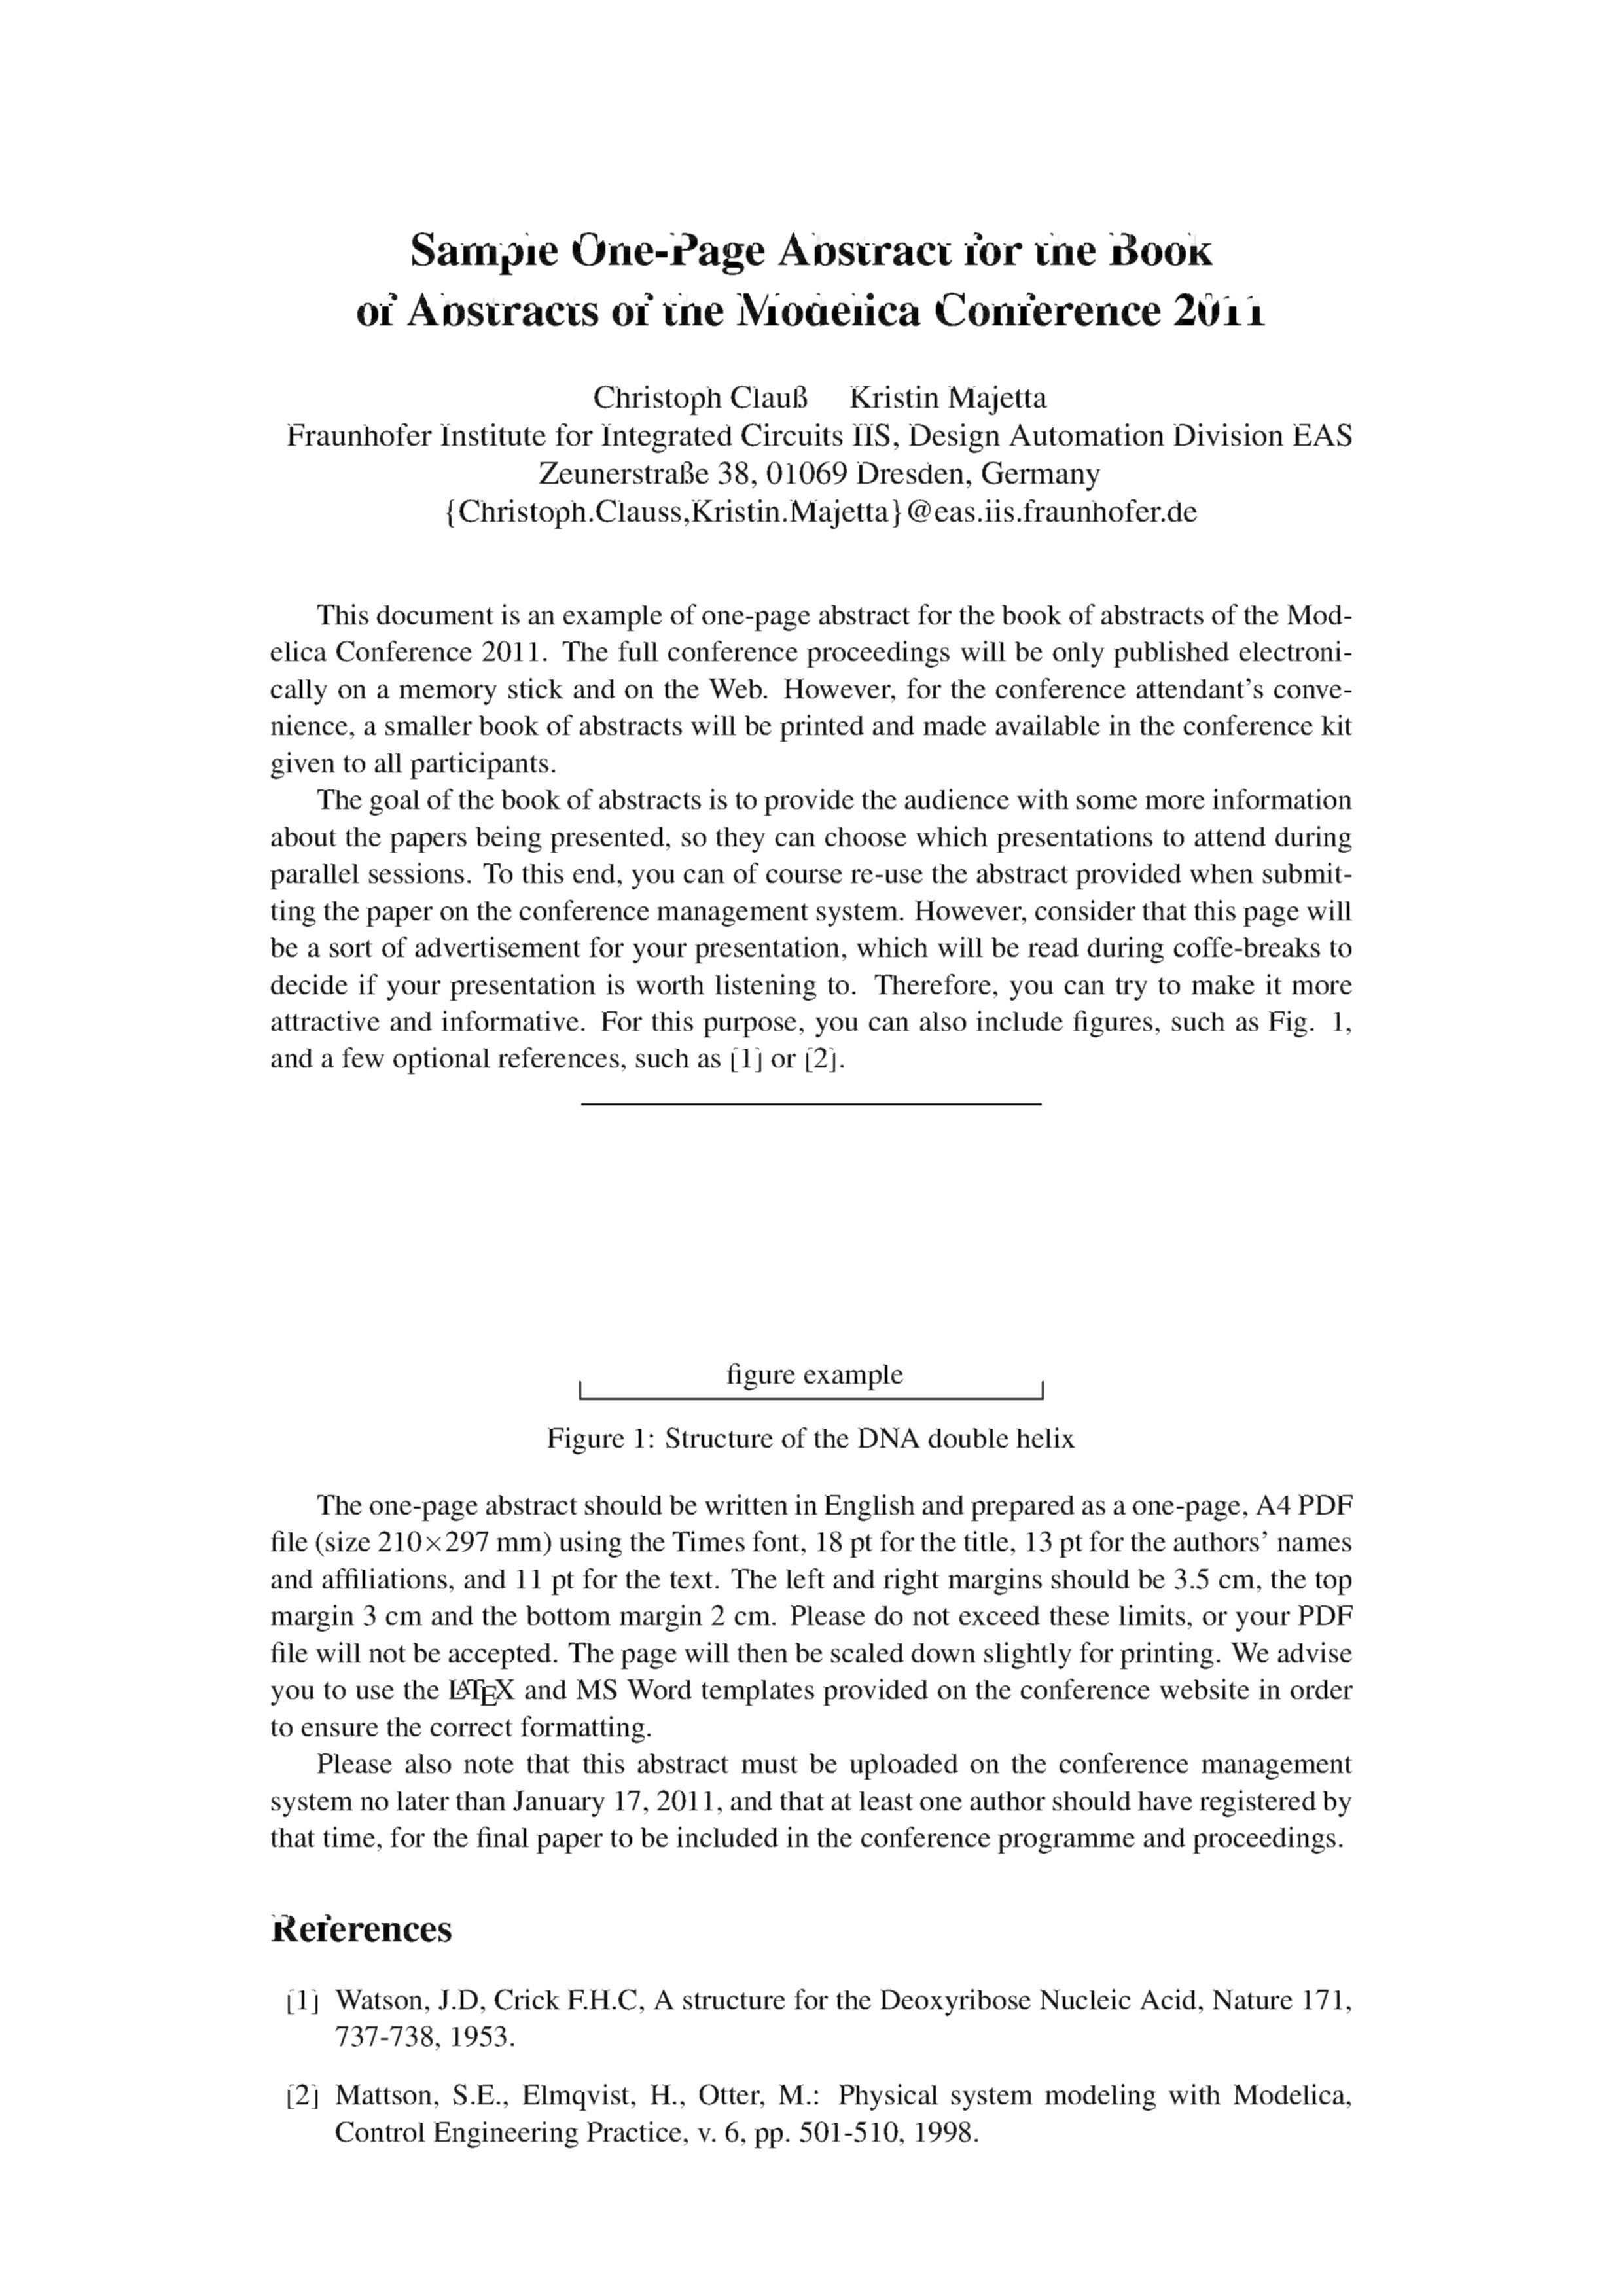 Sample One-Page Abstract for the Book
of Abstracts of the Modelica Conference 2011
Christoph Clauß Kristin Majetta
Fraunhofer Institute for Integrated Circuits IIS, Design Automation Division EAS
Zeunerstraße 38, 01069 Dresden, Germany
{Christoph.Clauss,Kristin.Majetta}@eas.iis.fraunhofer.de
This document is an example of one-page abstract for the book of abstracts of the Mod-
elica Conference 2011. The full conference proceedings will be only published electroni-
cally on a memory stick and on the Web. However, for the conference attendant's conve-
nience, a smaller book of abstracts will be printed and made available in the conference kit
given to all participants.
The goal of the book of abstracts is to provide the audience with some more information
about the papers being presented, so they can choose which presentations to attend during
parallel sessions. To this end, you can of course re-use the abstract provided when submit-
ting the paper on the conference management system. However, consider that this page will
be a sort of advertisement for your presentation, which will be read during coffe-breaks to
decide if your presentation is worth listening to. Therefore, you can try to make it more
attractive and informative. For this purpose, you can also include figures, such as Fig. 1,
and a few optional references, such as [1] or [2].
figure example
Figure 1: Structure of the DNA double helix
The one-page abstract should be written in English and prepared as a one-page, A4 PDF
file (size 210×297 mm) using the Times font, 18 pt for the title, 13 pt for the authors' names
and affiliations, and 11 pt for the text. The left and right margins should be 3.5 cm, the top
margin 3 cm and the bottom margin 2 cm. Please do not exceed these limits, or your PDF
file will not be accepted. The page will then be scaled down slightly for printing. We advise
you to use the LATEX and MS Word templates provided on the conference website in order
to ensure the correct formatting.
Please also note that this abstract must be uploaded on the conference management
system no later than January 17, 2011, and that at least one author should have registered by
that time, for the final paper to be included in the conference programme and proceedings.
References
[1] Watson, J.D, Crick F.H.C, A structure for the Deoxyribose Nucleic Acid, Nature 171,
737-738, 1953.
[2] Mattson, S.E., Elmqvist, H., Otter, M.: Physical system modeling with Modelica,
Control Engineering Practice, v. 6, pp. 501-510, 1998.